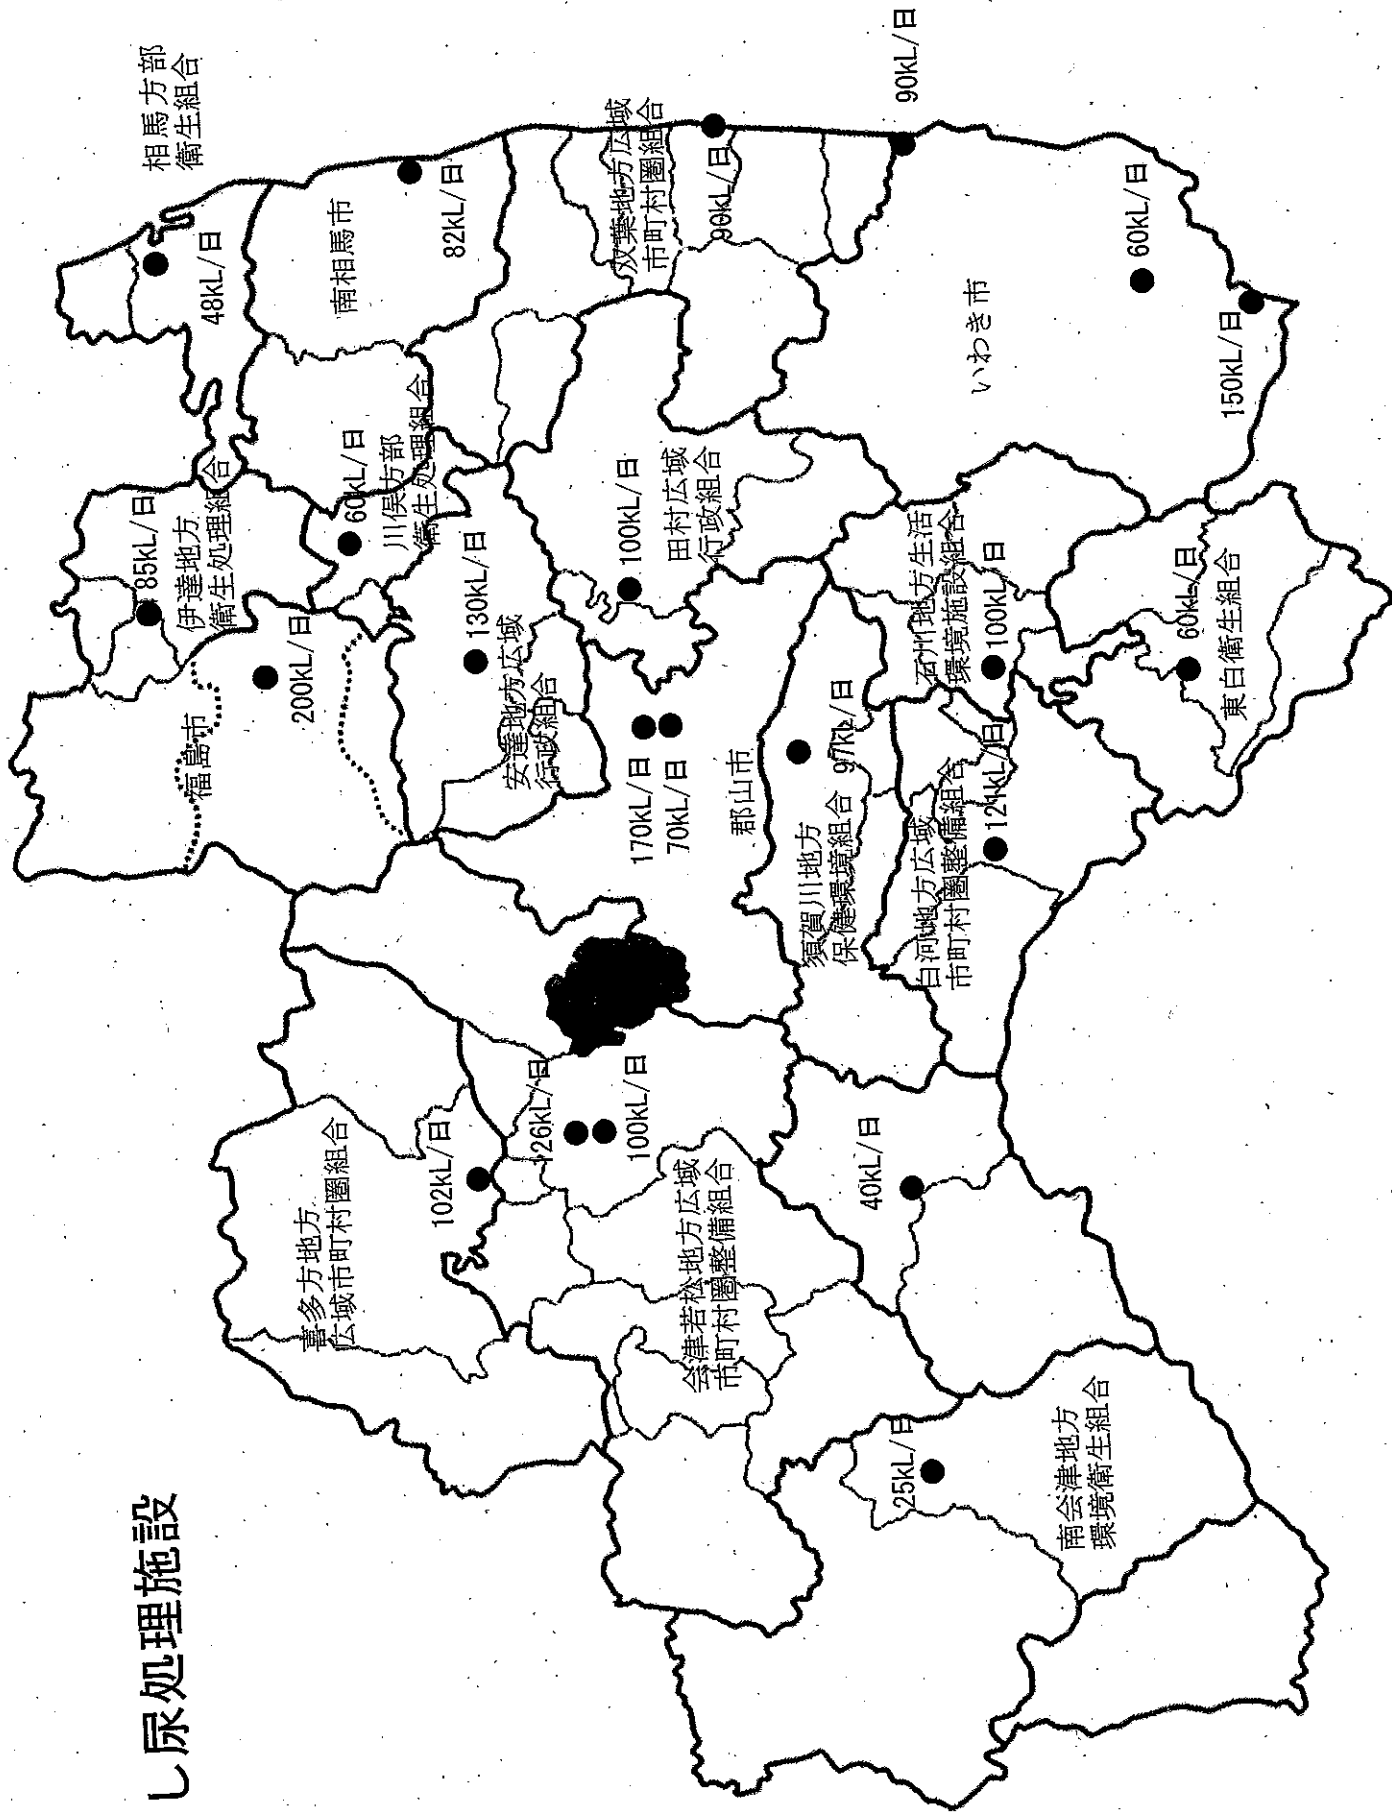 し尿処理施設
相馬方部
衛生組合
48kL/日
南相馬市
82kL/日
85kL/日
伊達地方
衛生処理組合
60kL/日
川俣方部
衛生処理組合
福島市
200kL/日
130kL/日
安達地方広域
行政組合
双葉地方広域
市町村圏組合
90kL/日
90kL/日
100kL/日
田村広域
行政組合
いわき市
60kL/日
150kL/日
170kL/日
70kL/日
郡山市
須賀川地方
保健環境組合
97kL/日
石川地方生活
環境施設組合
100kL/日
白河地方広域
市町村圏整備組合
121kL/日
60kL/日
東白衛生組合
喜多方地方
広域市町村圏組合
102kL/日
126kL/日
100kL/日
会津若松地方広域
市町村圏整備組合
40kL/日
25kL/日
南会津地方
環境衛生組合